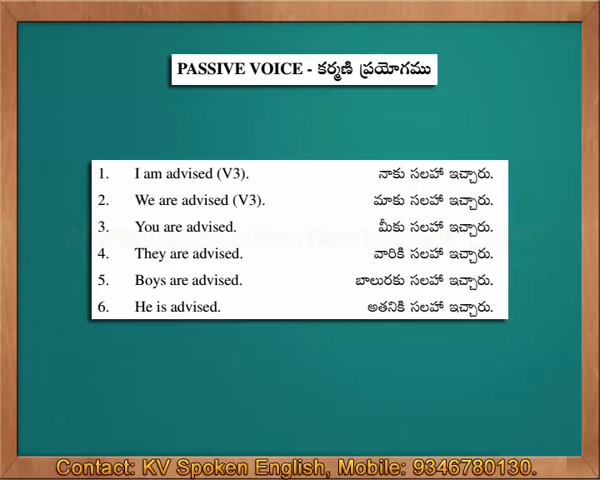 PASSIVE VOICE - కర్మణి ప్రయోగము
1. I am advised (V3). నాకు సలహా ఇచ్చారు.
2. We are advised (V3). మాకు సలహా ఇచ్చారు.
3. You are advised. మీకు సలహా ఇచ్చారు.
4. They are advised. వారికి సలహా ఇచ్చారు.
5. Boys are advised. బాలురకు సలహా ఇచ్చారు.
6. He is advised. అతనికి సలహా ఇచ్చారు.
Contact: KV Spoken English, Mobile: 9346780130.